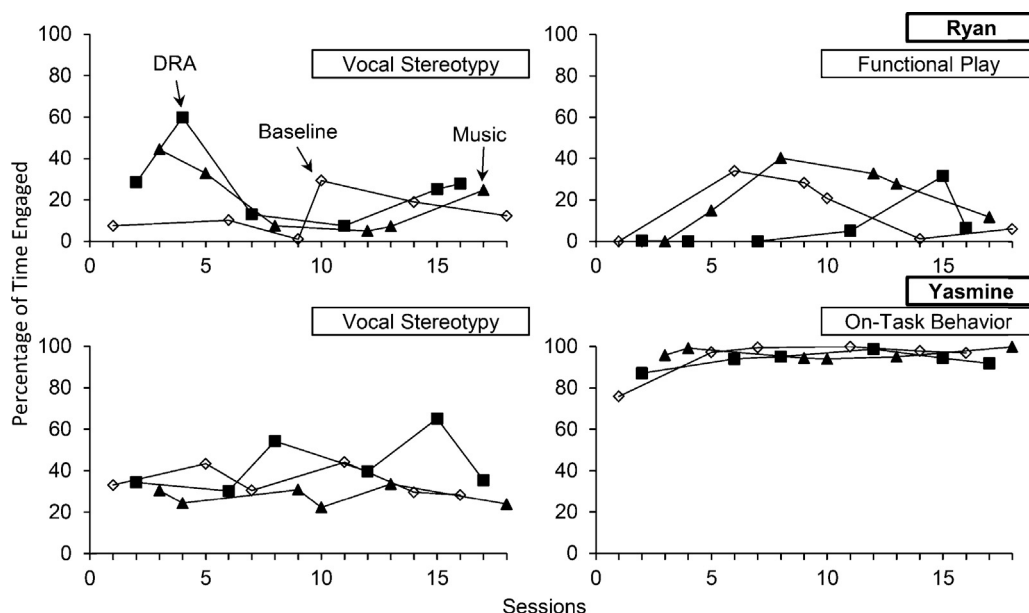 Ryan
Vocal Stereotypy
Functional Play
DRA
Baseline
Music
100
80
60
40
20
0
0 5 10 15
100
80
60
40
20
0
0 5 10 15
Percentage of Time Engaged
Yasmine
Vocal Stereotypy
On-Task Behavior
100
80
60
40
20
0
0 5 10 15
100
80
60
40
20
0
0 5 10 15
Sessions